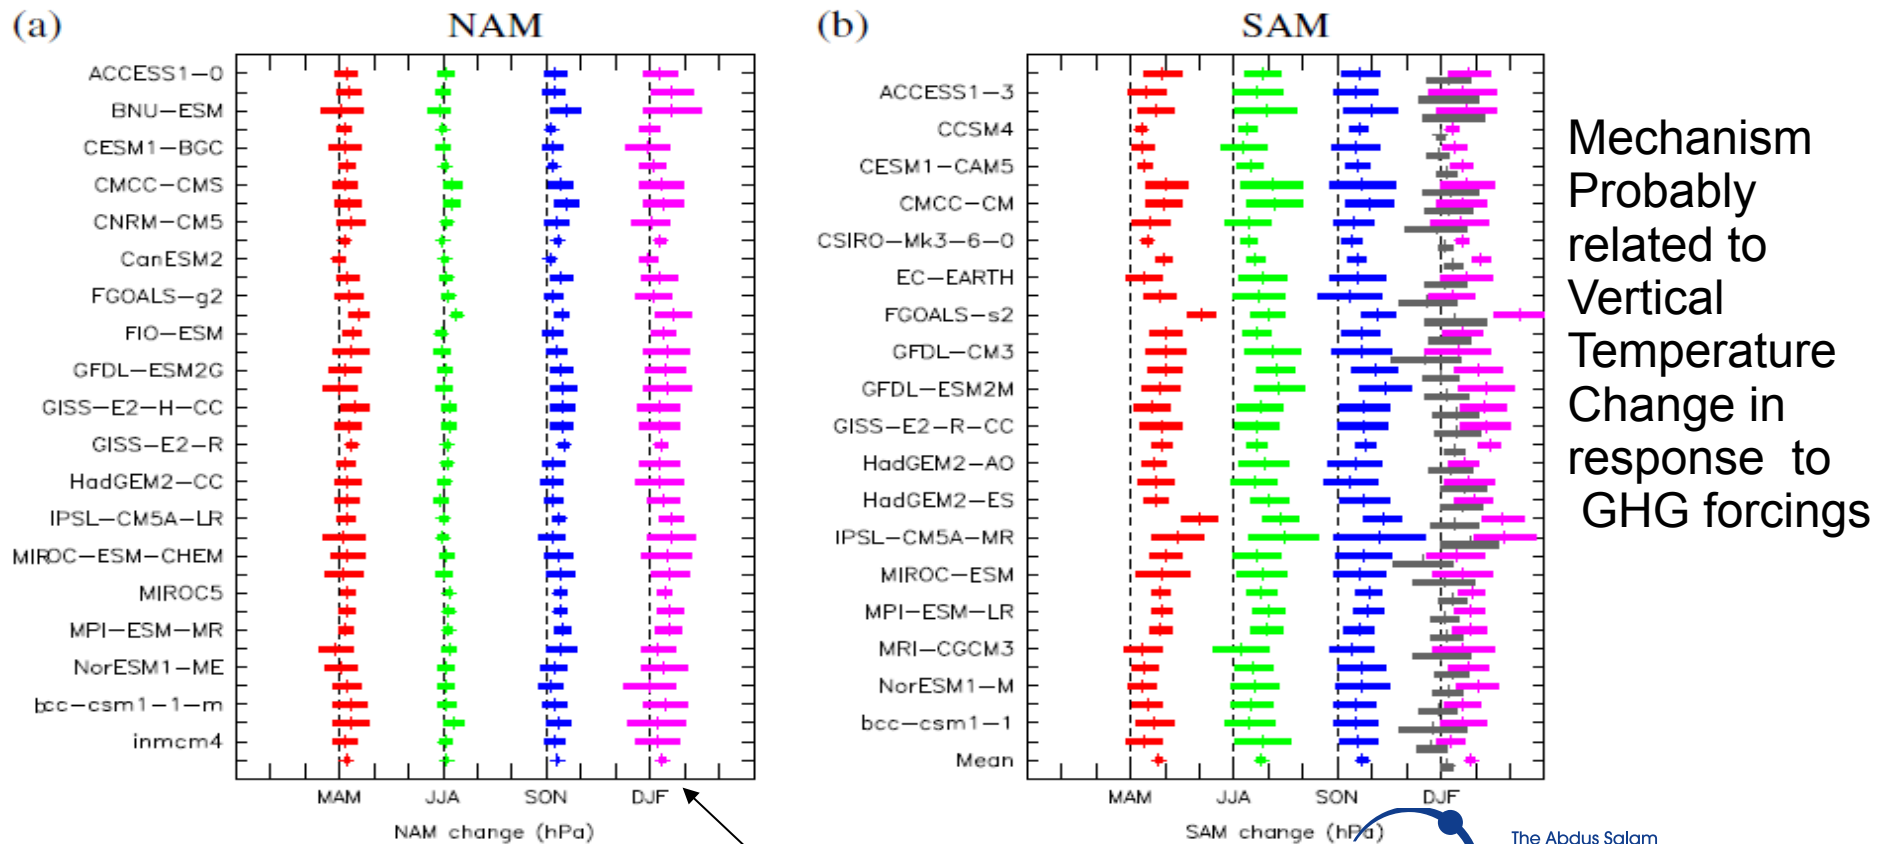 (a)
NAM
ACCESS1-0
BNU-ESM
CESM1-BGC
CMCC-CMS
CNRM-CM5
CanESM2
FGOALS-g2
FIO-ESM
GFDL-ESM2G
GISS-E2-H-CC
GISS-E2-R
HadGEM2-CC
IPSL-CM5A-LR
MIROC-ESM-CHEM
MIROC5
MPI-ESM-MR
NorESM1-ME
bcc-csm1-1-m
inmcm4
MAM JJA SON DJF
NAM change (hPa)
(b)
SAM
ACCESS1-3
CCSM4
CESM1-CAM5
CMCC-CM
CSIRO-Mk3-6-0
EC-EARTH
FGOALS-s2
GFDL-CM3
GFDL-ESM2M
GISS-E2-R-CC
HadGEM2-AO
HadGEM2-ES
IPSL-CM5A-MR
MIROC-ESM
MPI-ESM-LR
MRI-CGCM3
NorESM1-M
bcc-csm1-1
Mean
MAM JJA SON DJF
SAM change (hPa)
Mechanism
Probably
related to
Vertical
Temperature
Change in
response to
GHG forcings
The Abdus Salam